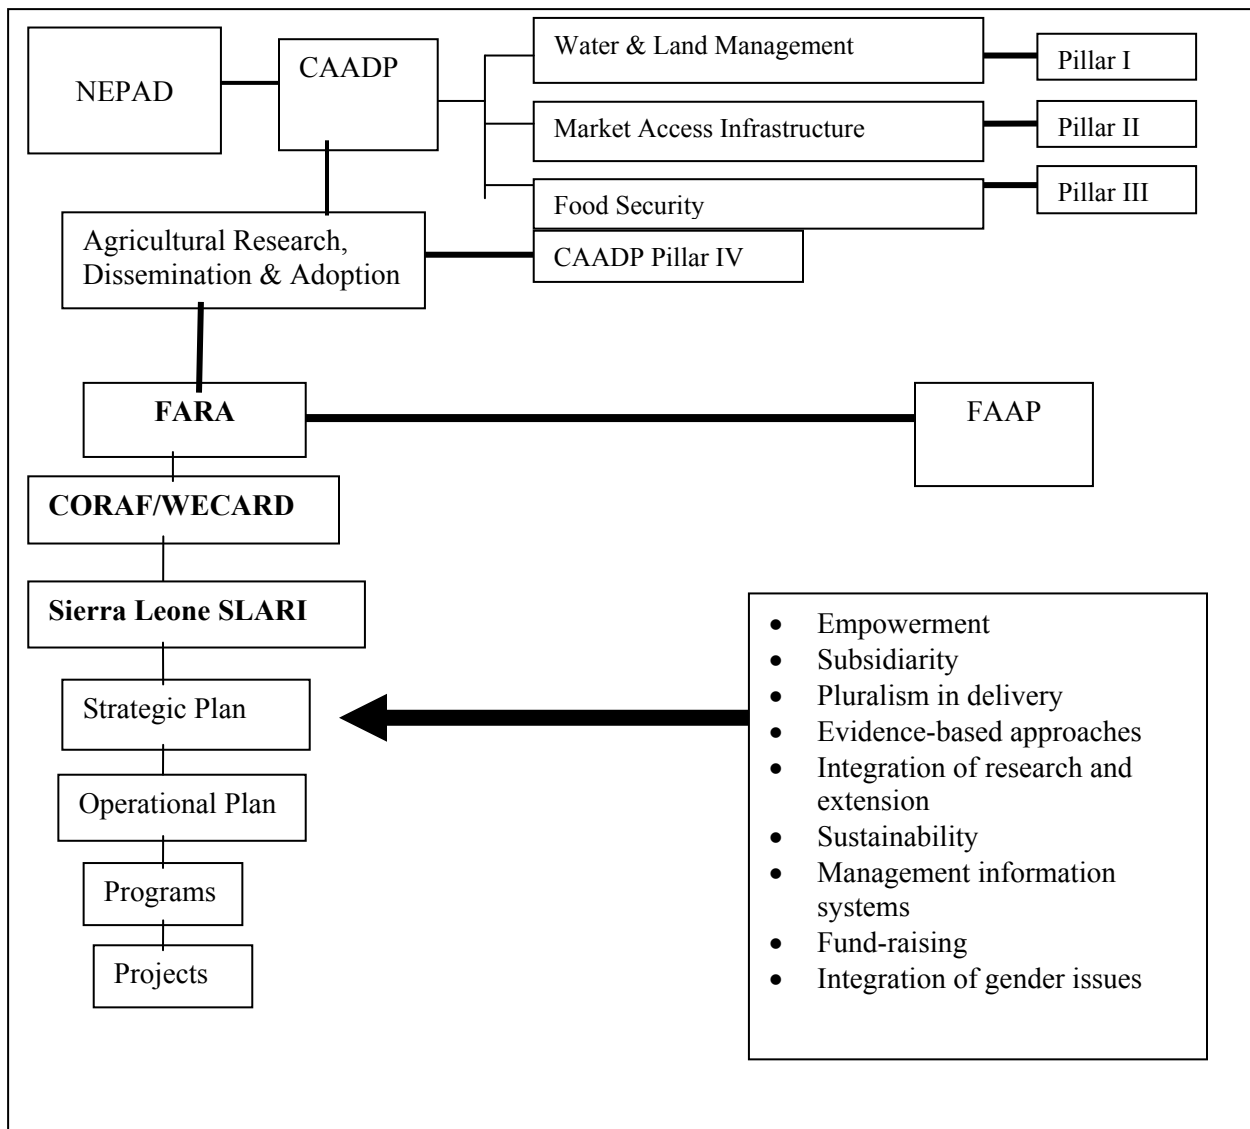 NEPAD
CAADP
Water & Land Management
Pillar I
Market Access Infrastructure
Pillar II
Food Security
Pillar III
Agricultural Research,
Dissemination & Adoption
CAADP Pillar IV
FARA
FAAP
CORAF/WECARD
Sierra Leone SLARI
Strategic Plan
Operational Plan
Programs
Projects
• Empowerment
• Subsidiarity
• Pluralism in delivery
• Evidence-based approaches
• Integration of research and
extension
• Sustainability
• Management information
systems
• Fund-raising
• Integration of gender issues